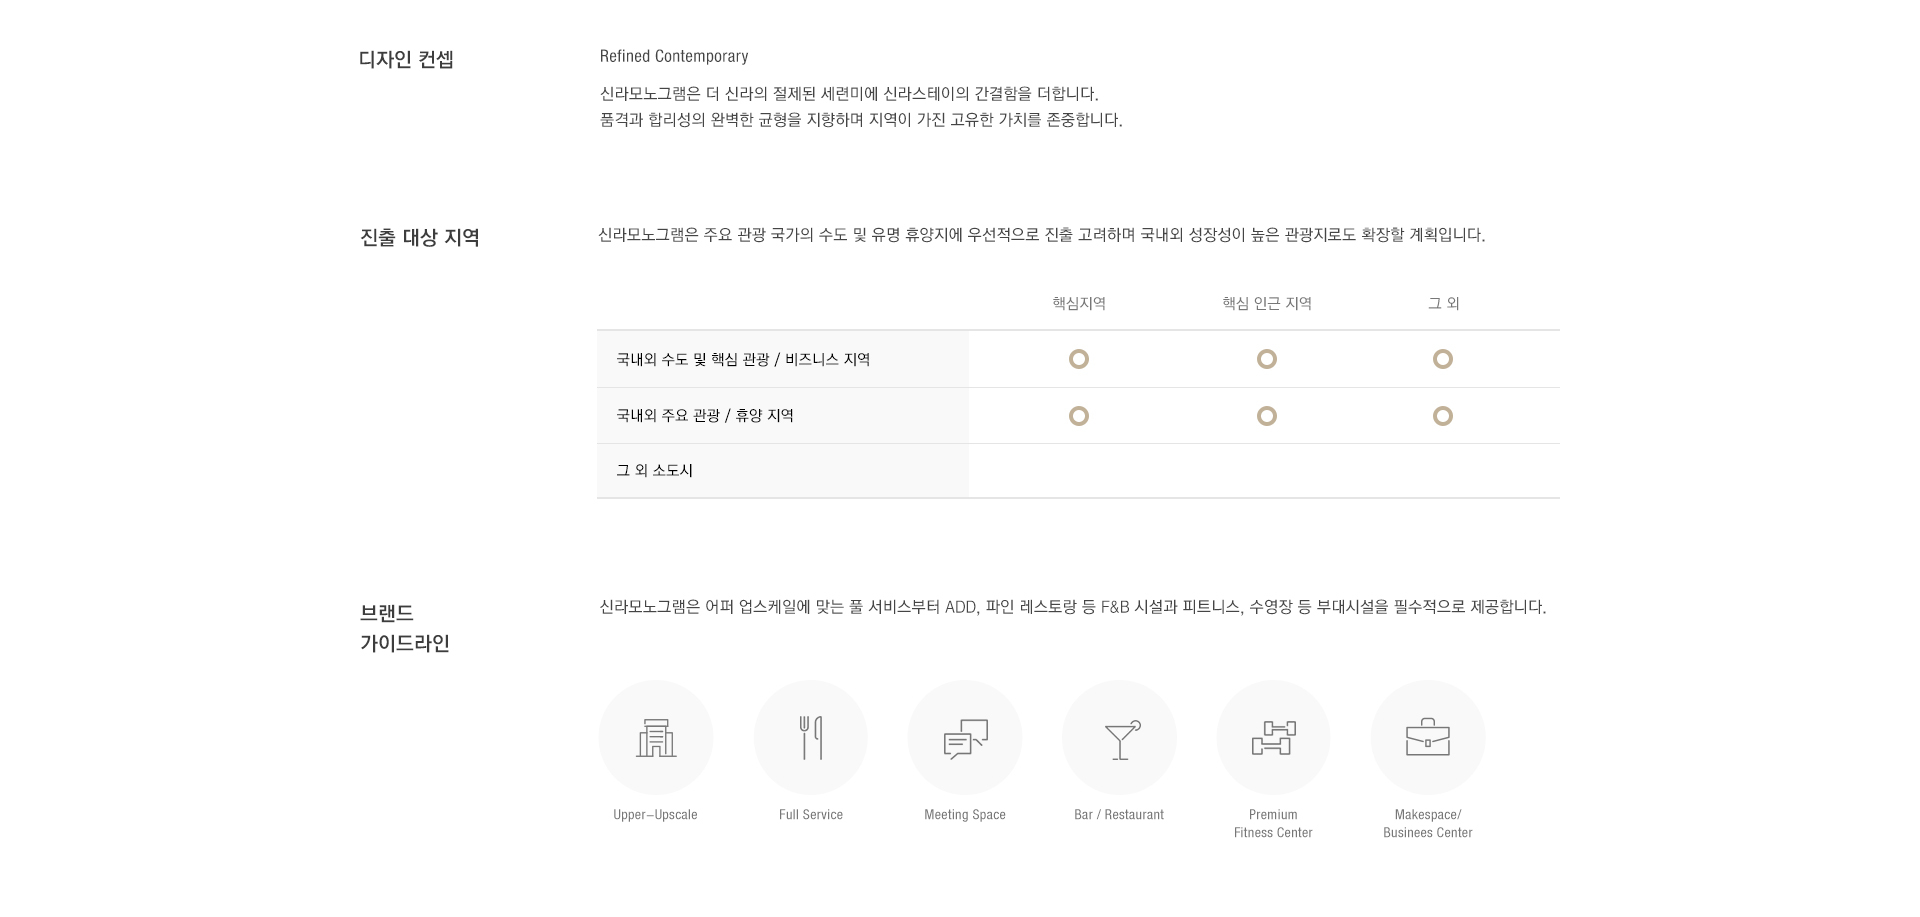 디자인 컨셉
Refined Contemporary
신라모노그램은 더 신라의 절제된 세련미에 신라스테이의 간결함을 더합니다.
품격과 합리성의 완벽한 균형을 지향하며 지역이 가진 고유한 가치를 존중합니다.
진출 대상 지역
신라모노그램은 주요 관광 국가의 수도 및 유명 휴양지에 우선적으로 진출 고려하며 국내외 성장성이 높은 관광지로도 확장할 계획입니다.
핵심지역 핵심 인근 지역 그 외
국내외 수도 및 핵심 관광 / 비즈니스 지역
국내외 주요 관광 / 휴양 지역
그 외 소도시
브랜드
가이드라인
신라모노그램은 어퍼 업스케일에 맞는 풀 서비스부터 ADD, 파인 레스토랑 등 F&B 시설과 피트니스, 수영장 등 부대시설을 필수적으로 제공합니다.
Upper-Upscale
Full Service
Meeting Space
Bar / Restaurant
Premium
Fitness Center
Makespace/
Businees Center